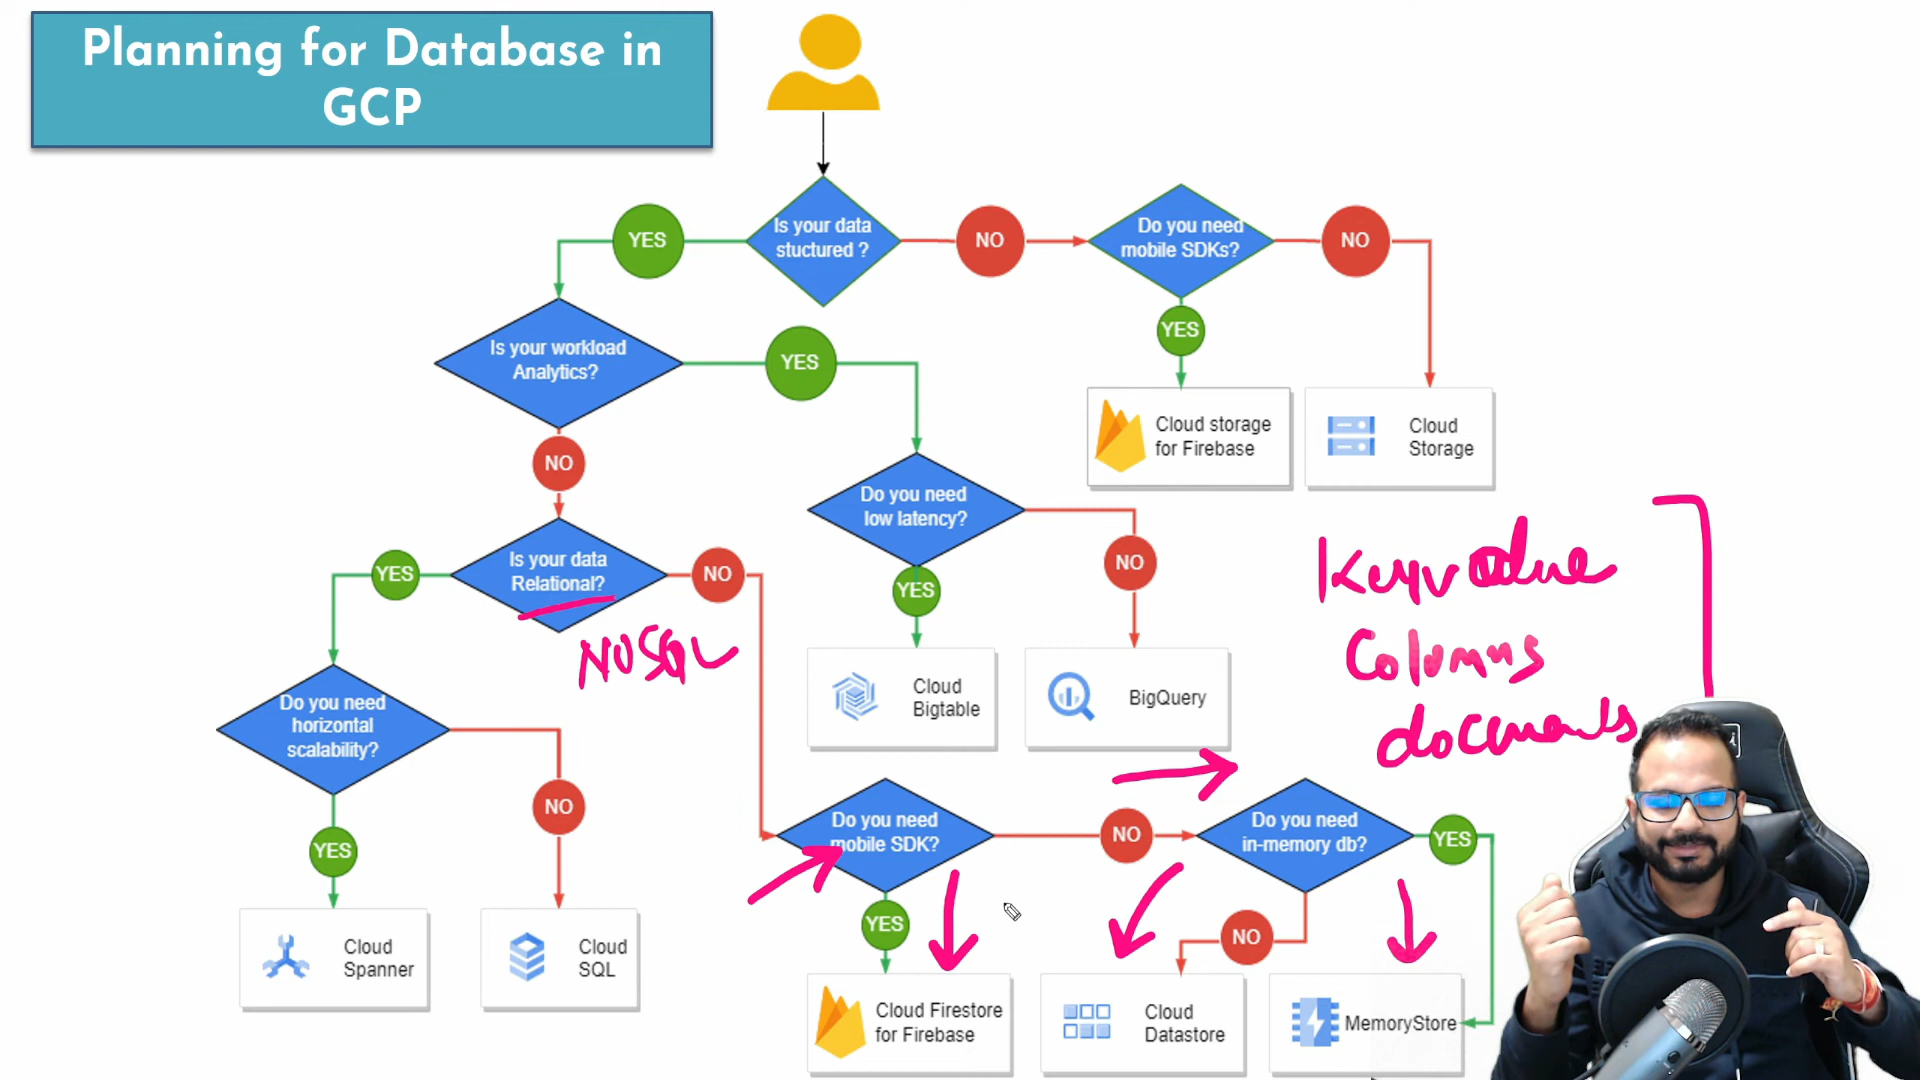 Planning for Database in
GCP
Is your data
stuctured ?
YES
NO
Do you need
mobile SDKs?
NO
YES
Is your workload
Analytics?
YES
NO
Cloud storage
for Firebase
Cloud
Storage
Do you need
low latency?
NO
YES
Is your data
Relational?
YES
NO
NOSQL
Keyvalue
Columns
documents
Cloud
Bigtable
BigQuery
Do you need
horizontal
scalability?
NO
YES
Do you need
mobile SDK?
NO
YES
Do you need
in-memory db?
YES
NO
Cloud
Spanner
Cloud
SQL
Cloud Firestore
for Firebase
Cloud
Datastore
MemoryStore